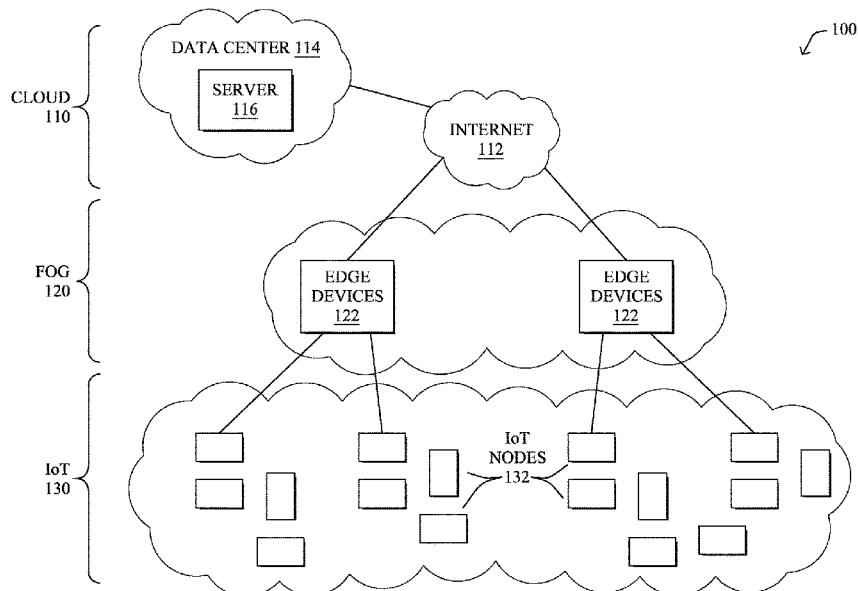 100
DATA CENTER 114
SERVER
116
CLOUD
110
INTERNET
112
FOG
120
EDGE
DEVICES
122
EDGE
DEVICES
122
IoT
130
IoT
NODES
132